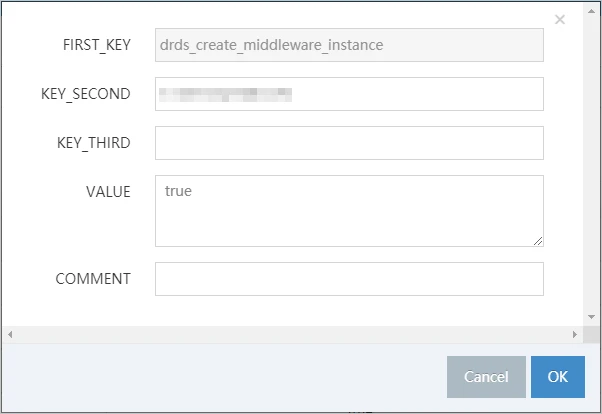 ×
FIRST_KEY drds_create_middleware_instance
KEY_SECOND
KEY_THIRD
VALUE true
COMMENT
Cancel OK